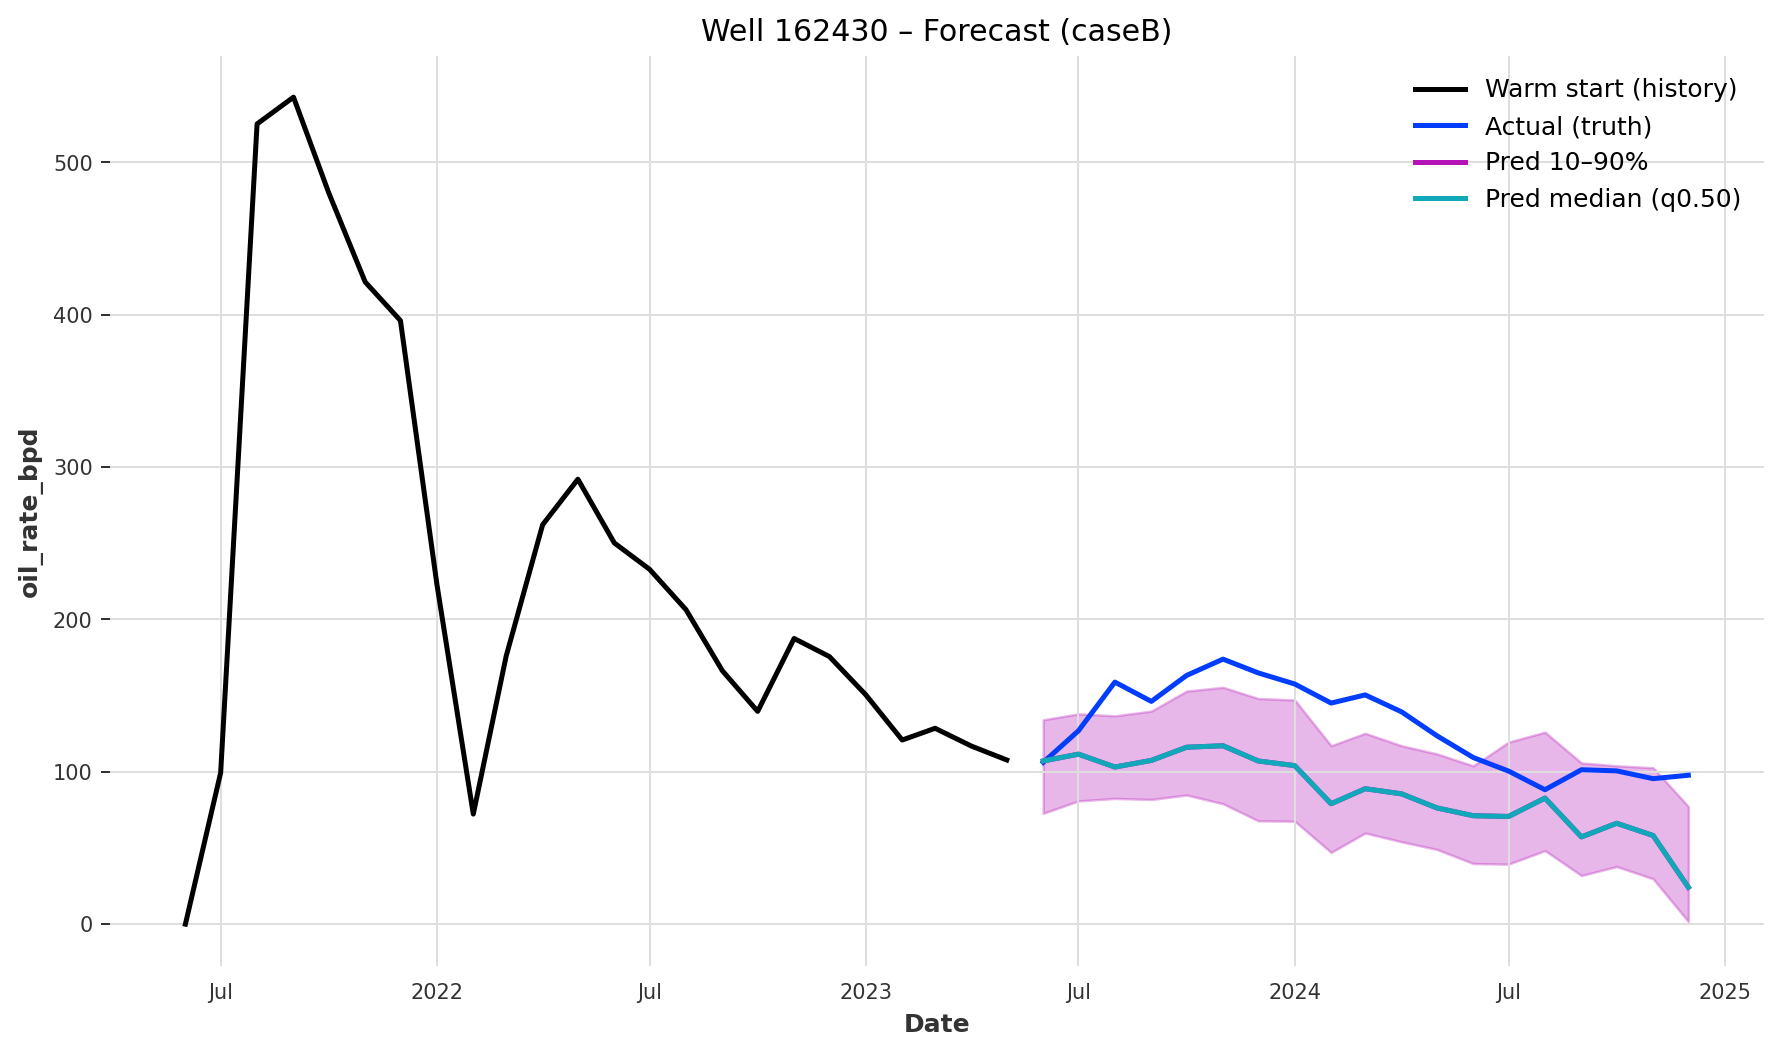 Well 162430 – Forecast (caseB)
Warm start (history)
Actual (truth)
Pred 10–90%
Pred median (q0.50)
oil_rate_bpd
500
400
300
200
100
0
Jul 2022 Jul 2023 Jul 2024 Jul 2025
Date